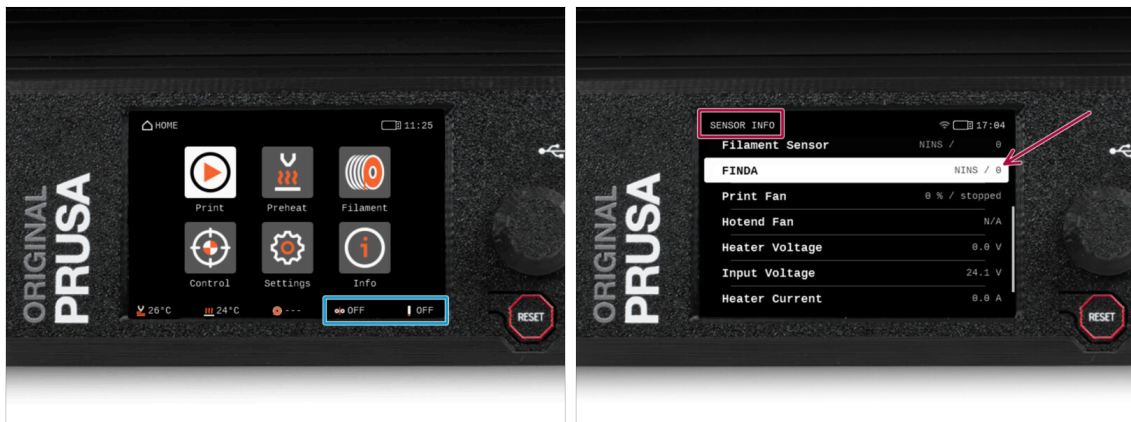 ORIGINAL
PRUSA
HOME
11:25
Print
Preheat
Filament
Control
Settings
Info
26°C
24°C
---
OFF
OFF
RESET
ORIGINAL
PRUSA
SENSOR INFO
17:04
Filament Sensor NINS / 0
FINDA NINS / 0
Print Fan 0 % / stopped
Hotend Fan N/A
Heater Voltage 0.0 V
Input Voltage 24.1 V
Heater Current 0.0 A
RESET